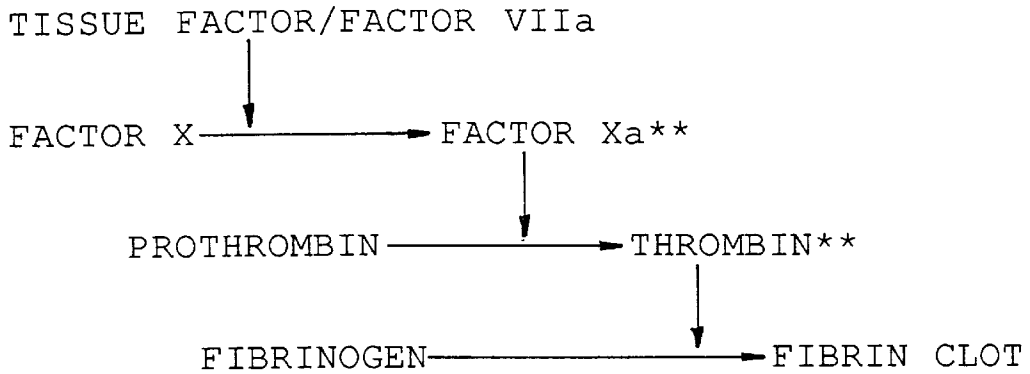 TISSUE FACTOR/FACTOR VIIa
FACTOR X FACTOR Xa**
PROTHROMBIN THROMBIN**
FIBRINOGEN FIBRIN CLOT